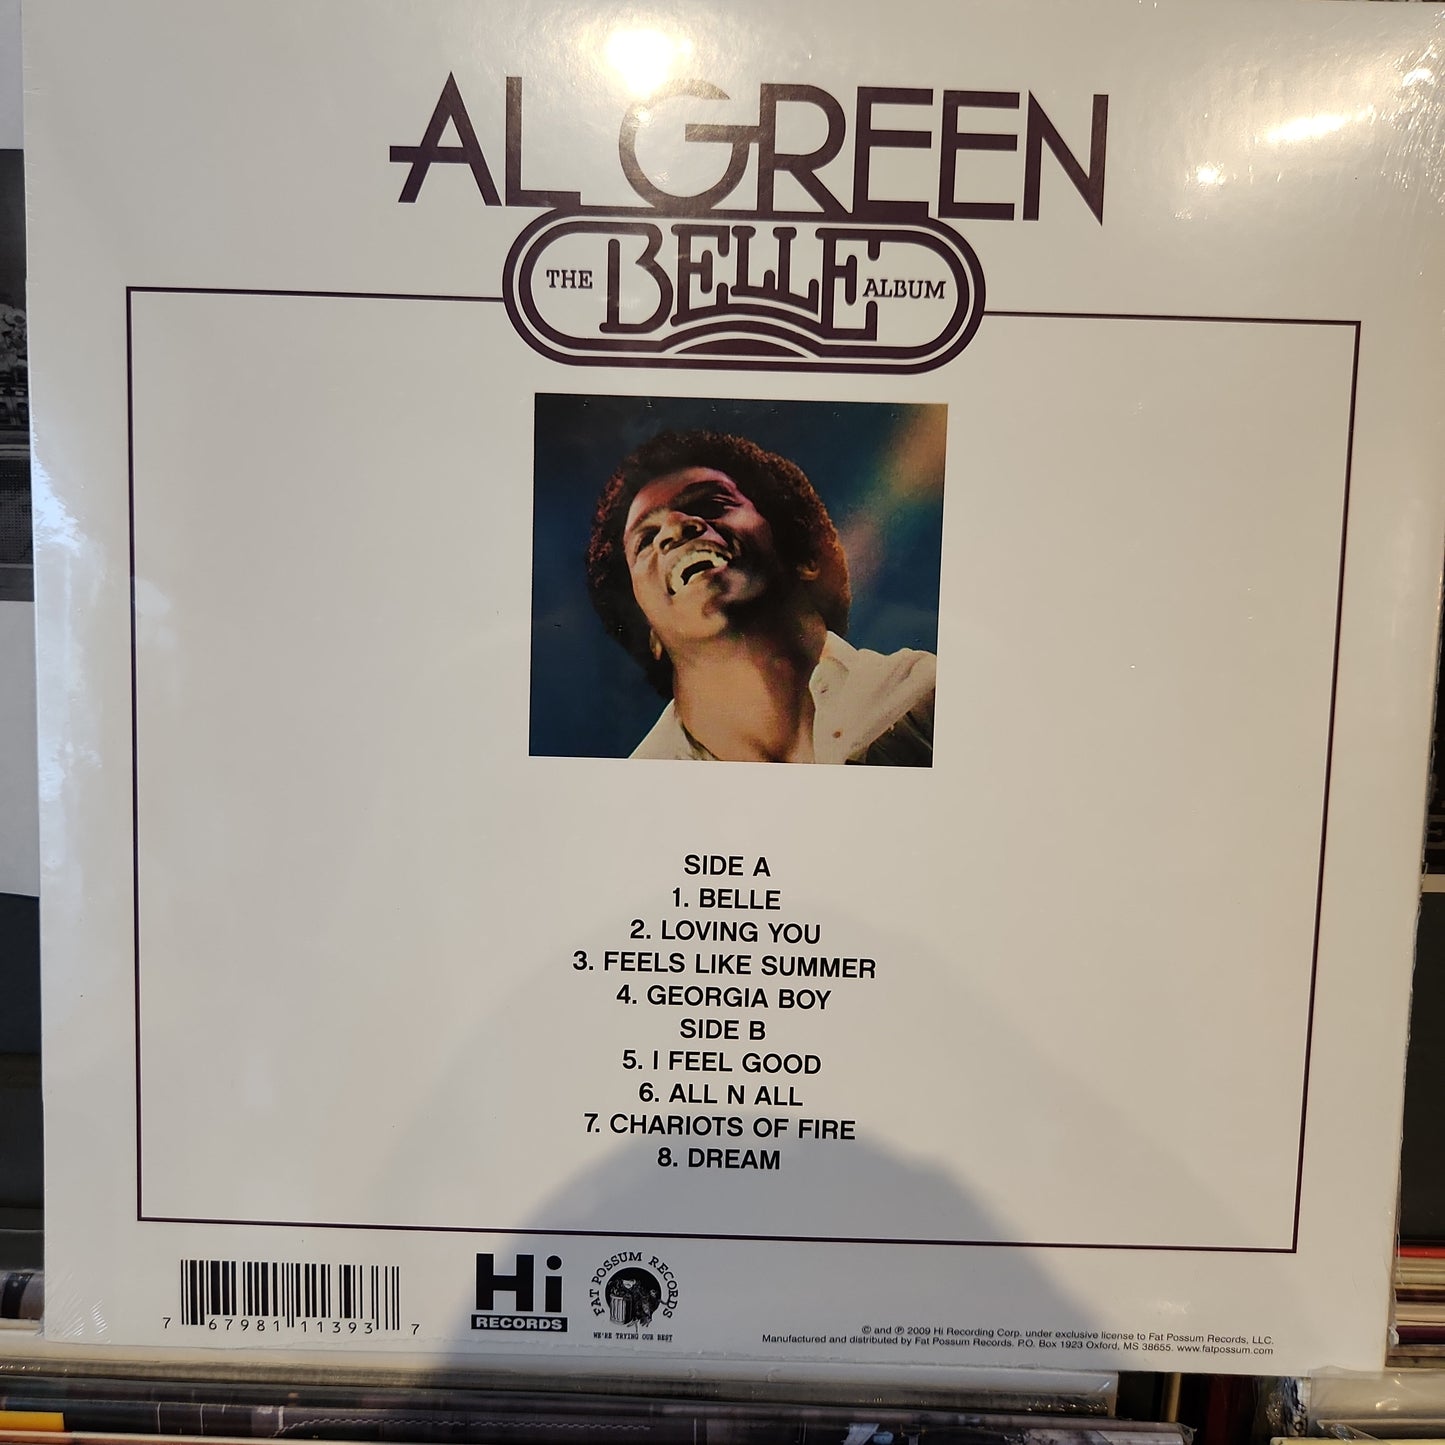 AL GREEN
THE BELLE ALBUM
SIDE A
1. BELLE
2. LOVING YOU
3. FEELS LIKE SUMMER
4. GEORGIA BOY
SIDE B
5. I FEEL GOOD
6. ALL N ALL
7. CHARIOTS OF FIRE
8. DREAM
7 67981 11393 7
Hi
RECORDS
FAT POSSUM RECORDS
WE'RE TRYING OUR BEST
© and ℗ 2009 Hi Recording Corp. under exclusive license to Fat Possum Records, LLC.
Manufactured and distributed by Fat Possum Records. P.O. Box 1923 Oxford, MS 38655. www.fatpossum.com